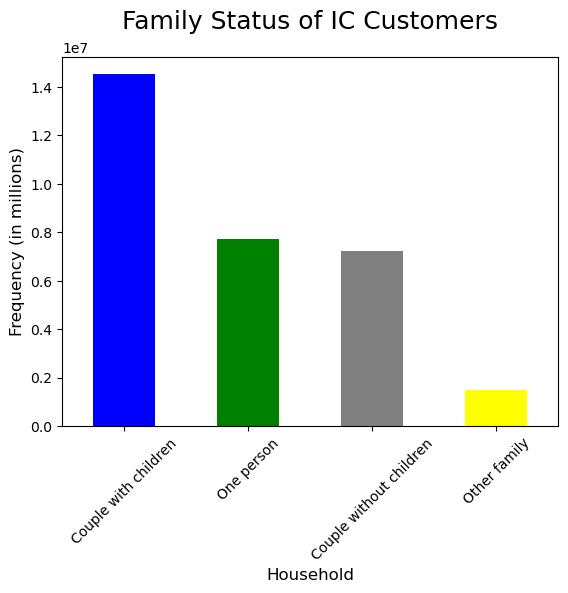 Family Status of IC Customers
1e7
1.4
1.2
1.0
0.8
0.6
0.4
0.2
0.0
Frequency (in millions)
Couple with children
One person
Couple without children
Other family
Household